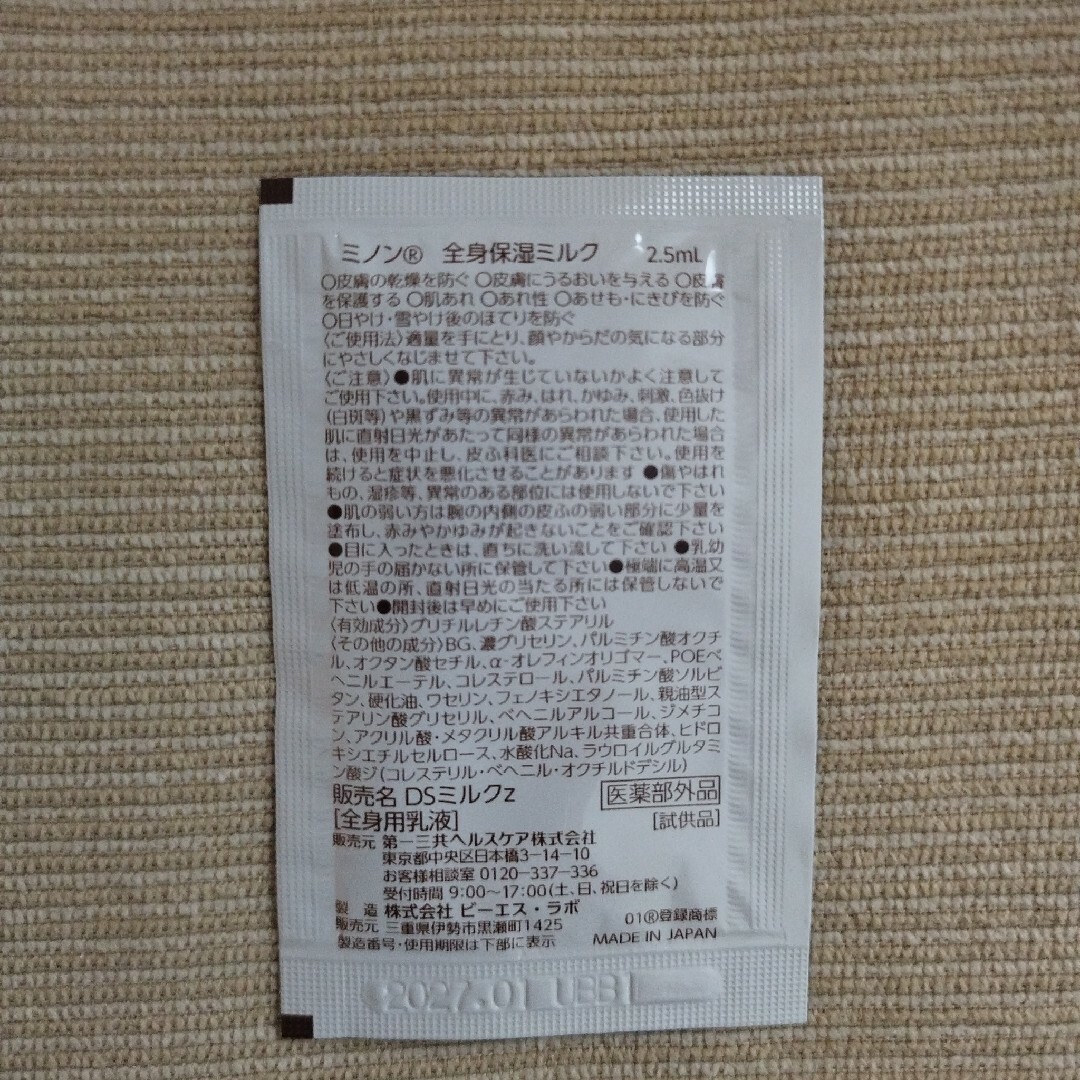 ミノン® 全身保湿ミルク 2.5mL
〇皮膚の乾燥を防ぐ 〇皮膚にうるおいを与える 〇皮膚
を保護する 〇肌あれ 〇あれ性 〇あせも・にきびを防ぐ
〇日やけ・雪やけ後のほてりを防ぐ
〈ご使用法〉適量を手にとり、顔やからだの気になる部分
にやさしくなじませて下さい。
〈ご注意〉●肌に異常が生じていないかよく注意して
ご使用下さい。使用中に、赤み、はれ、かゆみ、刺激、色抜け
(白斑等)や黒ずみ等の異常があらわれた場合、使用した
肌に直射日光があたって同様の異常があらわれた場合
は、使用を中止し、皮ふ科医にご相談下さい。使用を
続けると症状を悪化させることがあります ●傷やはれ
もの、湿疹等、異常のある部位には使用しないで下さい
●肌の弱い方は腕の内側の皮ふの弱い部分に少量を
塗布し、赤みやかゆみが起きないことをご確認下さい
●目に入ったときは、直ちに洗い流して下さい ●乳幼
児の手の届かない所に保管して下さい●極端に高温又
は低温の所、直射日光の当たる所には保管しないで
下さい●開封後は早めにご使用下さい
〈有効成分〉グリチルレチン酸ステアリル
〈その他の成分〉BG、濃グリセリン、パルミチン酸オクチ
ル、オクタン酸セチル、α-オレフィンオリゴマー、POEベ
ヘニルエーテル、コレステロール、パルミチン酸ソルビ
タン、硬化油、ワセリン、フェノキシエタノール、親油型ス
テアリン酸グリセリル、ベヘニルアルコール、ジメチコ
ン、アクリル酸・メタクリル酸アルキル共重合体、ヒドロ
キシエチルセルロース、水酸化Na、ラウロイルグルタミ
ン酸ジ(コレステリル・ベヘニル・オクチルドデシル)
販売名 DSミルクz 医薬部外品
[全身用乳液] [試供品]
販売元 第一三共ヘルスケア株式会社
東京都中央区日本橋3-14-10
お客様相談室 0120-337-336
受付時間 9:00〜17:00(土、日、祝日を除く)
製造 株式会社 ピーエス・ラボ
販売元 三重県伊勢市黒瀬町1425
01®登録商標
製造番号・使用期限は下部に表示 MADE IN JAPAN
2027.01 UBB1